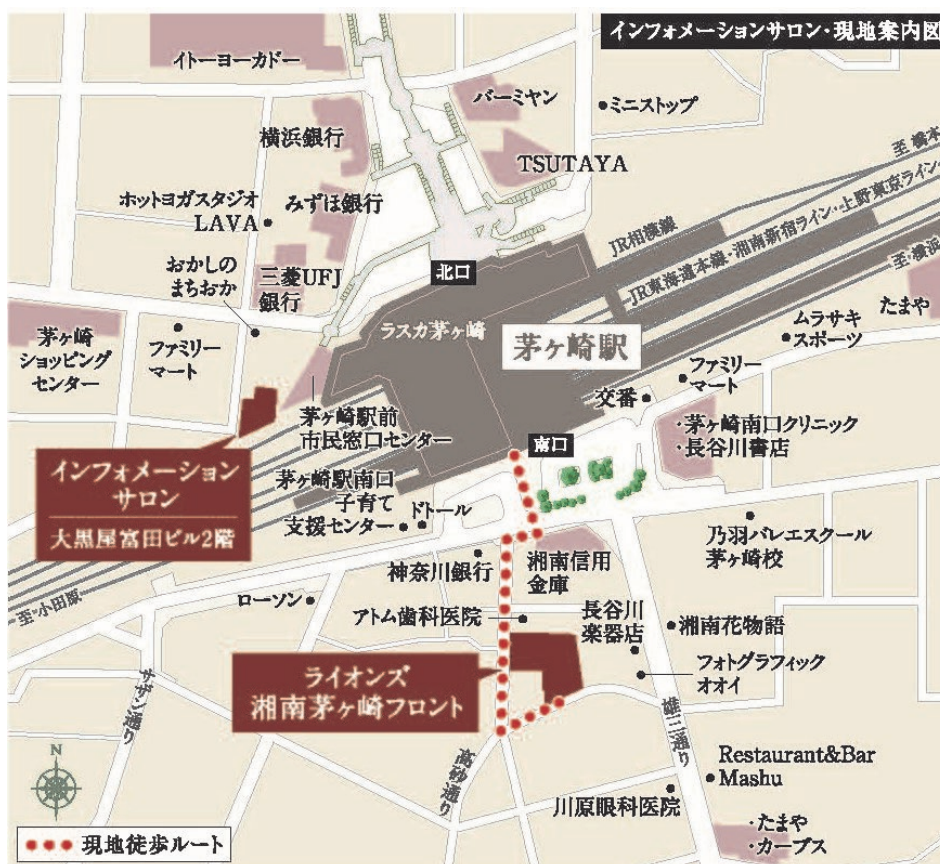 インフォメーションサロン・現地案内図
イトーヨーカドー
バーミヤン
ミニストップ
横浜銀行
TSUTAYA
至 橋本
ホットヨガスタジオ
LAVA
みずほ銀行
JR相模線
JR東海道本線・湘南新宿ライン・上野東京ライン
至 横浜
おかしの
まちおか
三菱UFJ
銀行
北口
ラスカ茅ヶ崎
茅ヶ崎駅
たまや
ムラサキ
スポーツ
茅ヶ崎
ショッピング
センター
ファミリー
マート
ファミリー
マート
交番
茅ヶ崎駅前
市民窓口センター
・茅ヶ崎南口クリニック
・長谷川書店
南口
インフォメーション
サロン
大黒屋富田ビル2階
茅ヶ崎駅南口
子育て
支援センター
ドトール
乃羽バレエスクール
茅ヶ崎校
神奈川銀行
湘南信用
金庫
至 小田原
ローソン
アトム歯科医院
長谷川
楽器店
湘南花物語
ライオンズ
湘南茅ヶ崎フロント
フォトグラフィック
オオイ
サザン通り
高砂通り
雄三通り
Restaurant&Bar
Mashu
川原眼科医院
N
・たまや
・カーブス
現地徒歩ルート